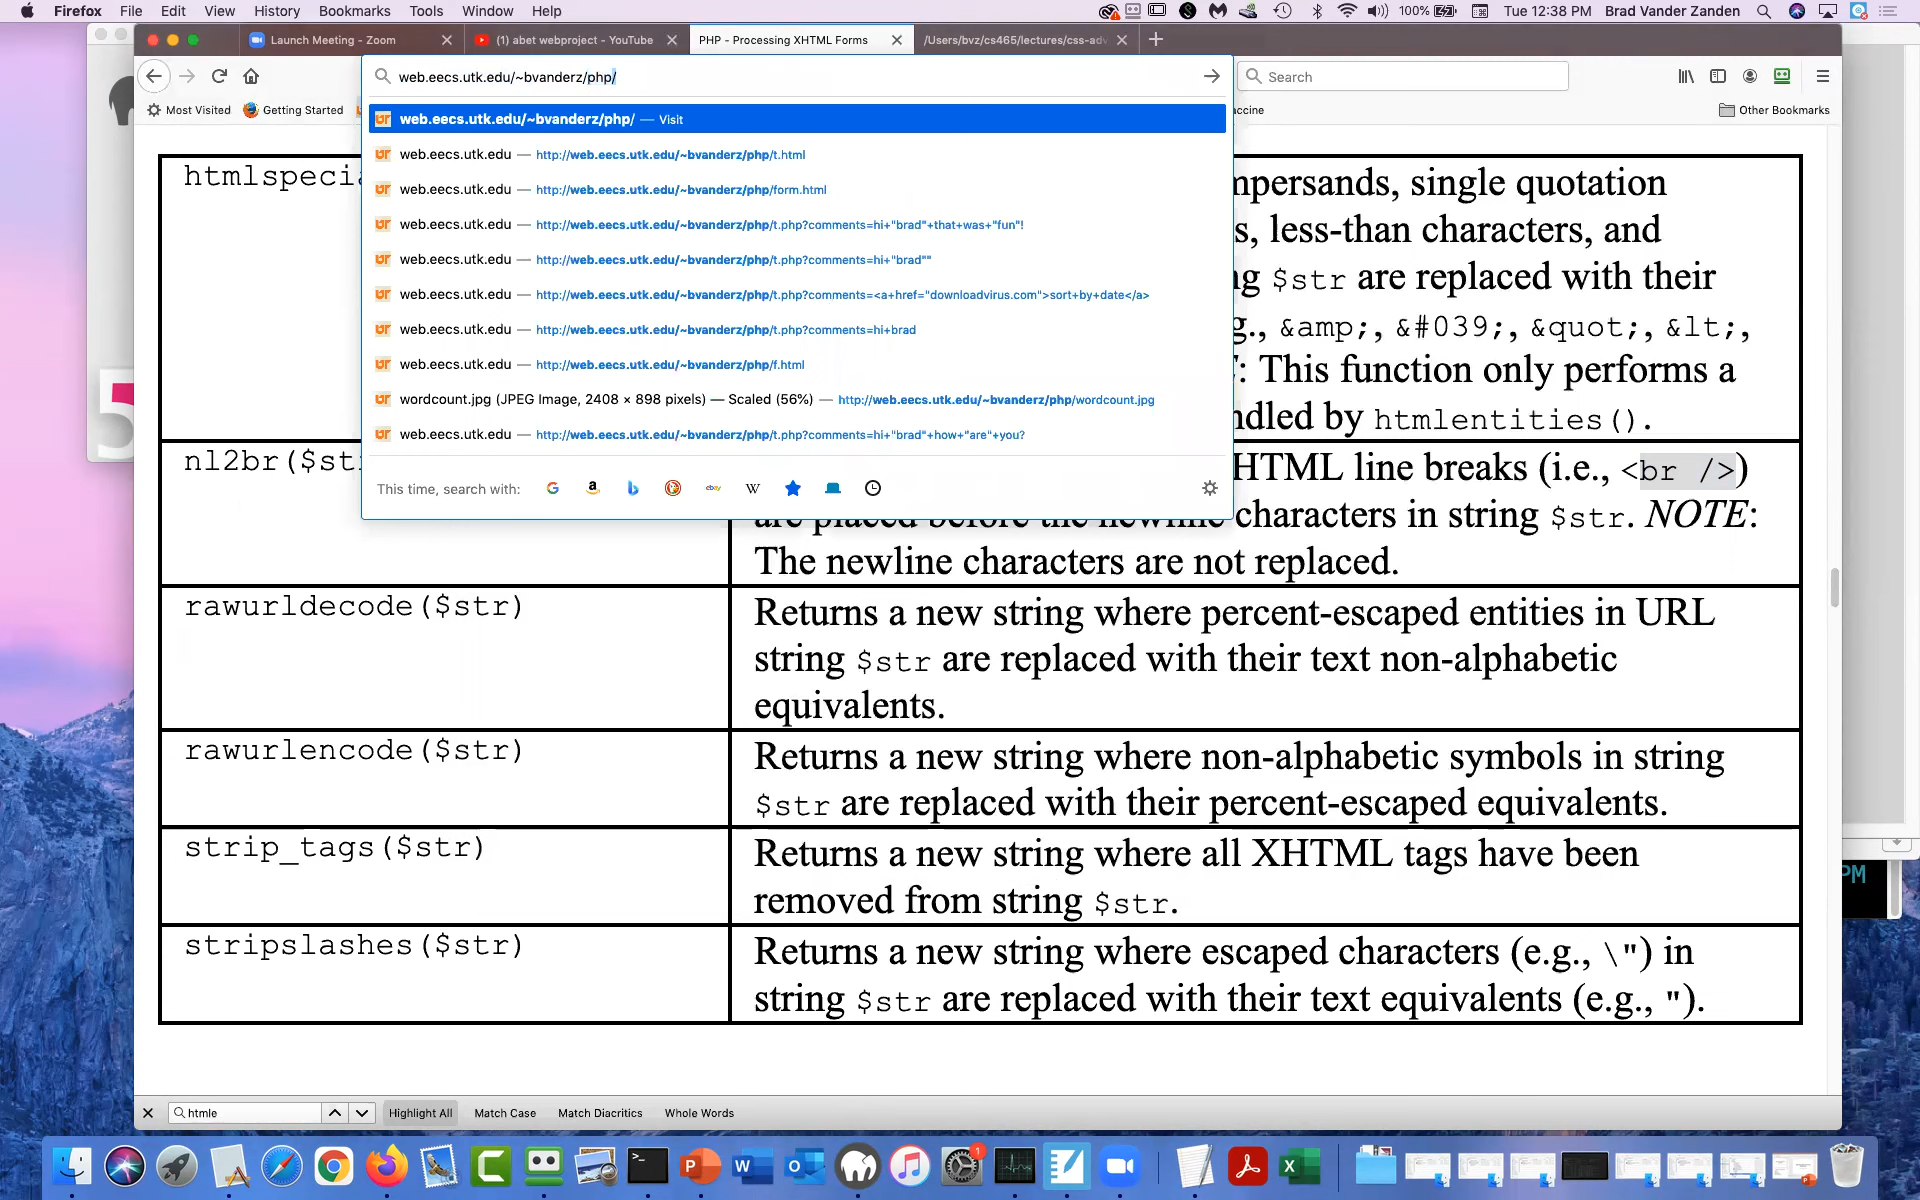 Firefox File Edit View History Bookmarks Tools Window Help 100% Tue 12:38 PM Brad Vander Zanden
Launch Meeting - Zoom
(1) abet webproject - YouTube
PHP - Processing XHTML Forms
/Users/bvz/cs465/lectures/css-adv
web.eecs.utk.edu/~bvanderz/php/
Search
Most Visited Getting Started
accine
Other Bookmarks
web.eecs.utk.edu/~bvanderz/php/ — Visit
web.eecs.utk.edu — http://web.eecs.utk.edu/~bvanderz/php/t.html
web.eecs.utk.edu — http://web.eecs.utk.edu/~bvanderz/php/form.html
web.eecs.utk.edu — http://web.eecs.utk.edu/~bvanderz/php/t.php?comments=hi+"brad"+that+was+"fun"!
web.eecs.utk.edu — http://web.eecs.utk.edu/~bvanderz/php/t.php?comments=hi+"brad""
web.eecs.utk.edu — http://web.eecs.utk.edu/~bvanderz/php/t.php?comments=<a+href="downloadvirus.com">sort+by+date</a>
web.eecs.utk.edu — http://web.eecs.utk.edu/~bvanderz/php/t.php?comments=hi+brad
web.eecs.utk.edu — http://web.eecs.utk.edu/~bvanderz/php/f.html
wordcount.jpg (JPEG Image, 2408 × 898 pixels) — Scaled (56%) — http://web.eecs.utk.edu/~bvanderz/php/wordcount.jpg
web.eecs.utk.edu — http://web.eecs.utk.edu/~bvanderz/php/t.php?comments=hi+"brad"+how+"are"+you?
This time, search with:
htmlspecia
mpersands, single quotation
s, less-than characters, and
ng $str are replaced with their
g., &amp;, &#039;, &quot;, &lt;,
: This function only performs a
ndled by htmlentities().
nl2br($st
HTML line breaks (i.e., <br />)
are placed before the newline characters in string $str. NOTE:
The newline characters are not replaced.
rawurldecode($str)
Returns a new string where percent-escaped entities in URL
string $str are replaced with their text non-alphabetic
equivalents.
rawurlencode($str)
Returns a new string where non-alphabetic symbols in string
$str are replaced with their percent-escaped equivalents.
strip_tags($str)
Returns a new string where all XHTML tags have been
removed from string $str.
stripslashes($str)
Returns a new string where escaped characters (e.g., \") in
string $str are replaced with their text equivalents (e.g., ").
5
PM
htmle
Highlight All Match Case Match Diacritics Whole Words